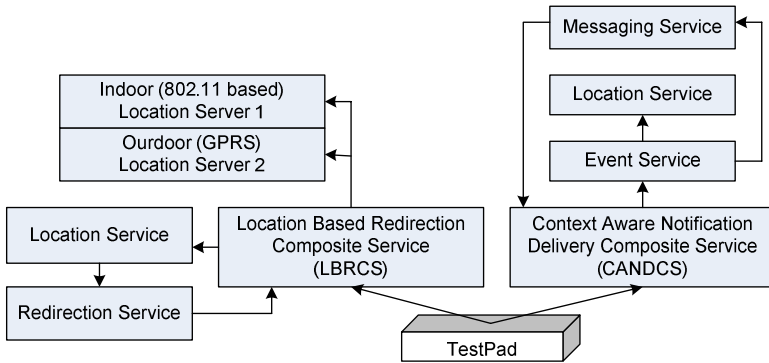 Messaging Service
Indoor (802.11 based)
Location Server 1
Ourdoor (GPRS)
Location Server 2
Location Service
Event Service
Location Service
Redirection Service
Location Based Redirection
Composite Service
(LBRCS)
Context Aware Notification
Delivery Composite Service
(CANDCS)
TestPad